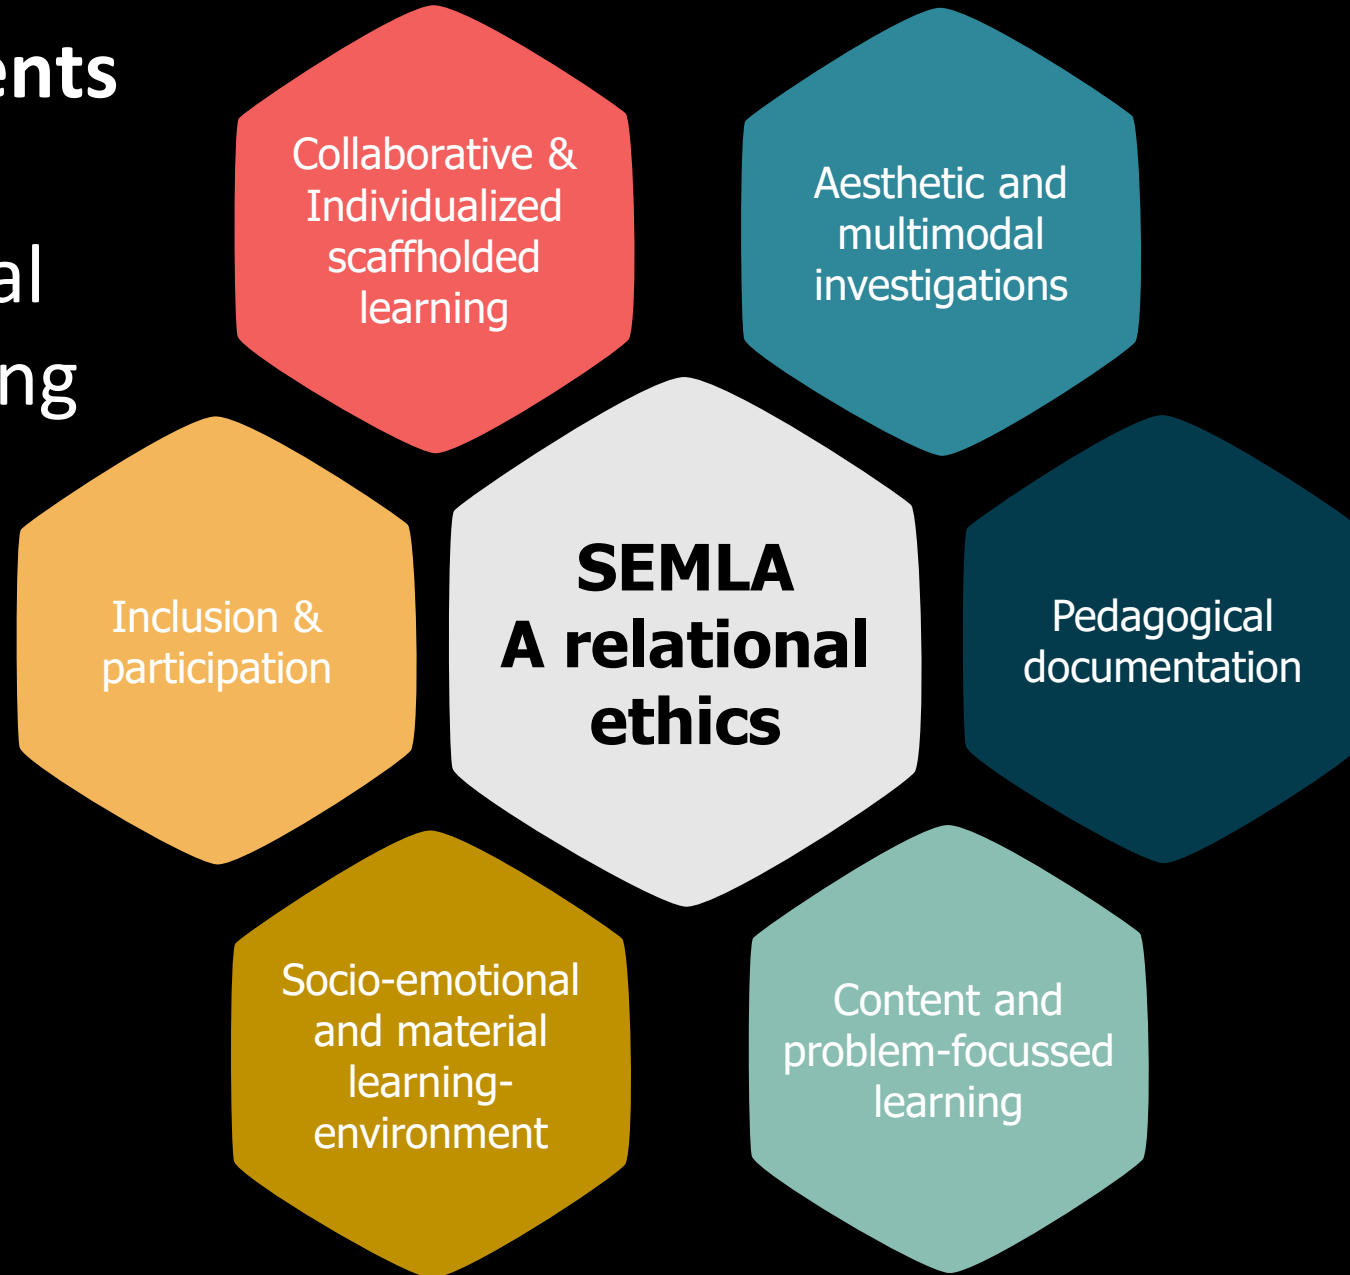 ents
al
ng
Collaborative &
Individualized
scaffholded
learning
Aesthetic and
multimodal
investigations
Inclusion &
participation
SEMLA
A relational
ethics
Pedagogical
documentation
Socio-emotional
and material
learning-
environment
Content and
problem-focussed
learning